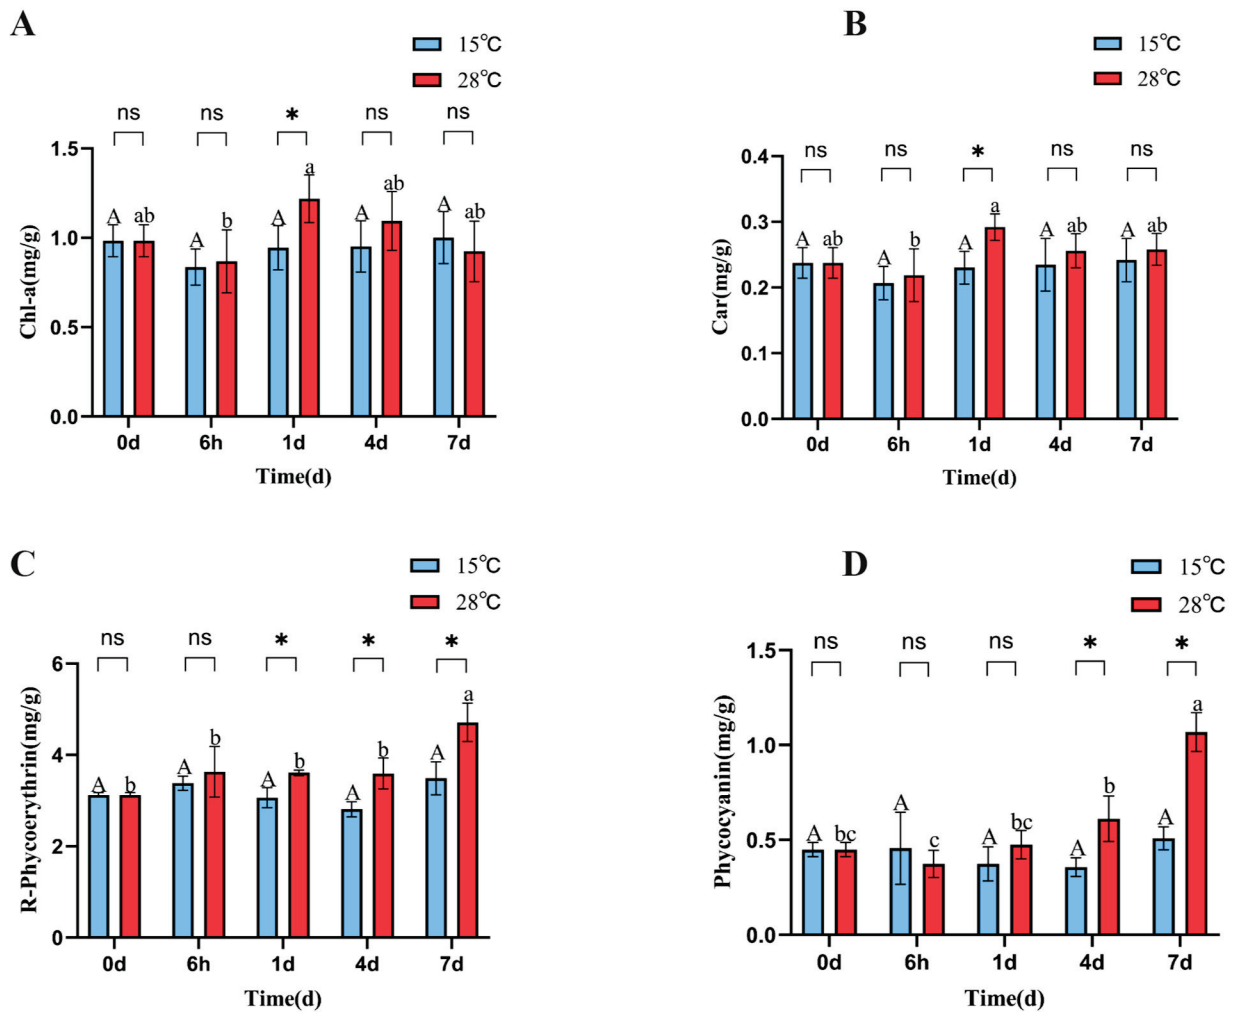 A
15℃
28℃
ns ns * ns ns
1.5
1.0
0.5
0.0
Chl-a(mg/g)
A ab A b A a A ab A ab
0d 6h 1d 4d 7d
Time(d)
B
15℃
28℃
ns ns * ns ns
0.4
0.3
0.2
0.1
0.0
Car(mg/g)
A ab A b A a A ab A ab
0d 6h 1d 4d 7d
Time(d)
C
15℃
28℃
ns ns * * *
6
4
2
0
R-Phycoerythrin(mg/g)
A b A b A b A b A a
0d 6h 1d 4d 7d
Time(d)
D
15℃
28℃
ns ns ns * *
1.5
1.0
0.5
0.0
Phycocyanin(mg/g)
A bc A c A bc A b A a
0d 6h 1d 4d 7d
Time(d)